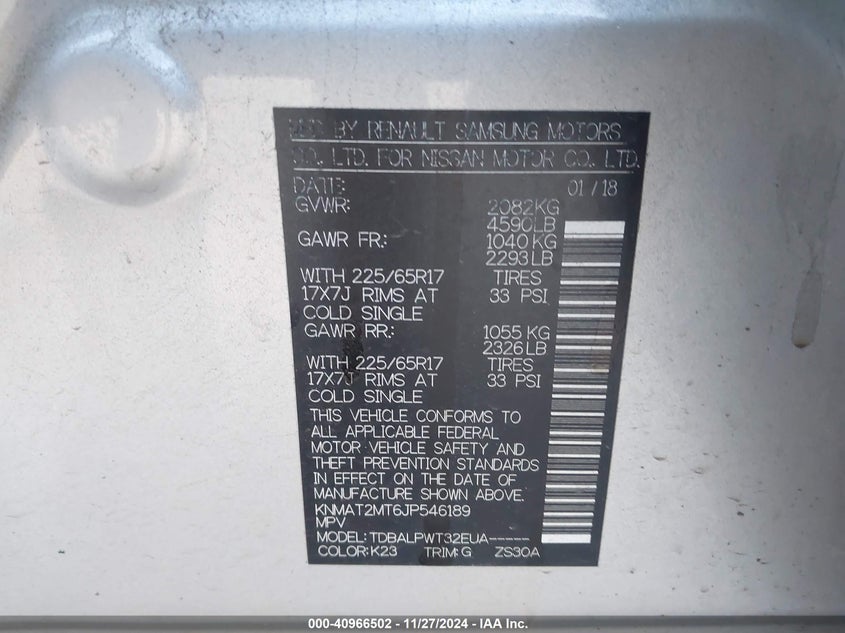 MFD BY RENAULT SAMSUNG MOTORS
CO., LTD. FOR NISSAN MOTOR CO., LTD.
DATE: 01/18
GVWR: 2082KG
4590LB
GAWR FR.: 1040 KG
2293LB
WITH 225/65R17 TIRES
17X7J RIMS AT 33 PSI
COLD SINGLE
GAWR RR.: 1055 KG
2326LB
WITH 225/65R17 TIRES
17X7J RIMS AT 33 PSI
COLD SINGLE
THIS VEHICLE CONFORMS TO
ALL APPLICABLE FEDERAL
MOTOR VEHICLE SAFETY AND
THEFT PREVENTION STANDARDS
IN EFFECT ON THE DATE OF
MANUFACTURE SHOWN ABOVE.
KNMAT2MT6JP546189
MPV
MODEL: TDBALPWT32EUA-----
COLOR: K23 TRIM: G ZS30A
000-40966502 - 11/27/2024 - IAA Inc.